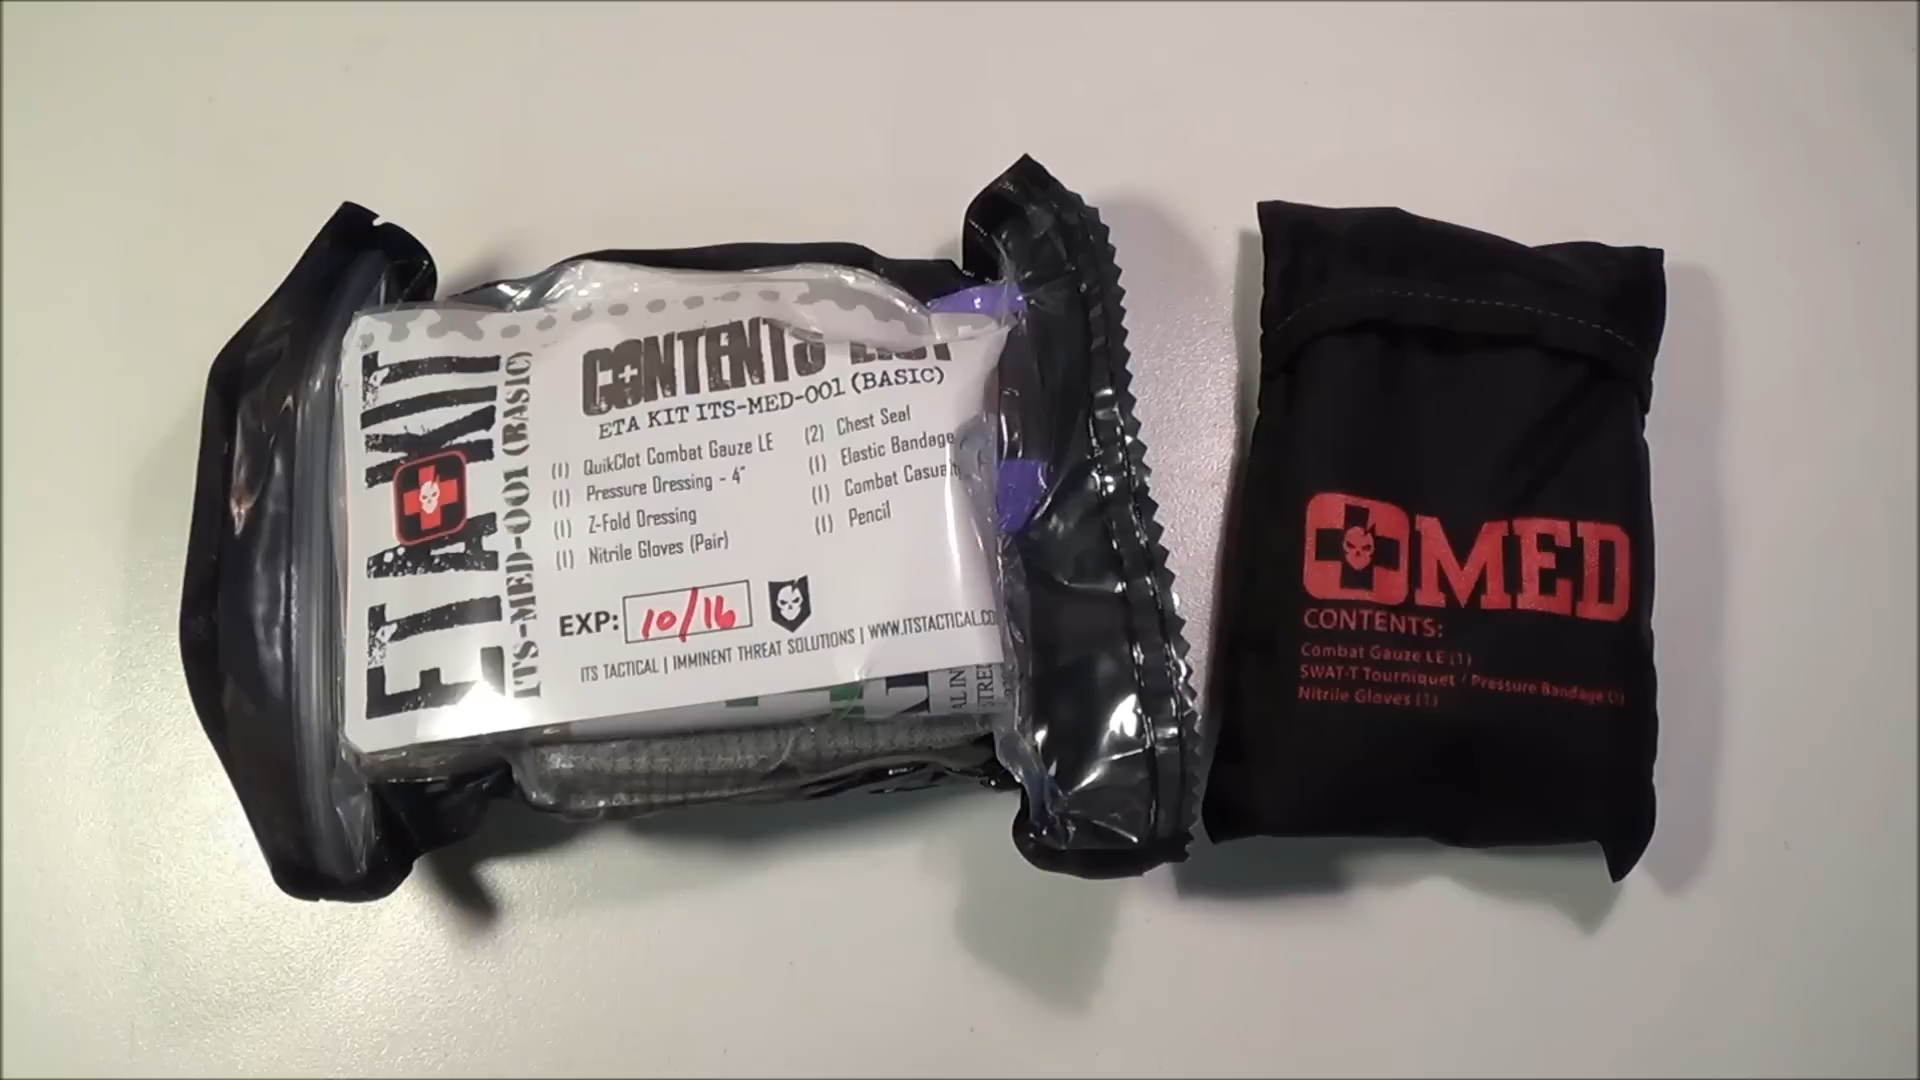 ETA KIT
ITS-MED-001 (BASIC)
CONTENTS LIST
ETA KIT ITS-MED-001 (BASIC)
(1) QuikClot Combat Gauze LE
(1) Pressure Dressing - 4"
(1) Z-Fold Dressing
(1) Nitrile Gloves (Pair)
(2) Chest Seal
(1) Elastic Bandage
(1) Combat Casualty
(1) Pencil
EXP: 10/16
ITS TACTICAL | IMMINENT THREAT SOLUTIONS | WWW.ITSTACTICAL.CO
AL IN
MED
CONTENTS:
Combat Gauze LE (1)
SWAT-T Tourniquet / Pressure Bandage (1)
Nitrile Gloves (1)